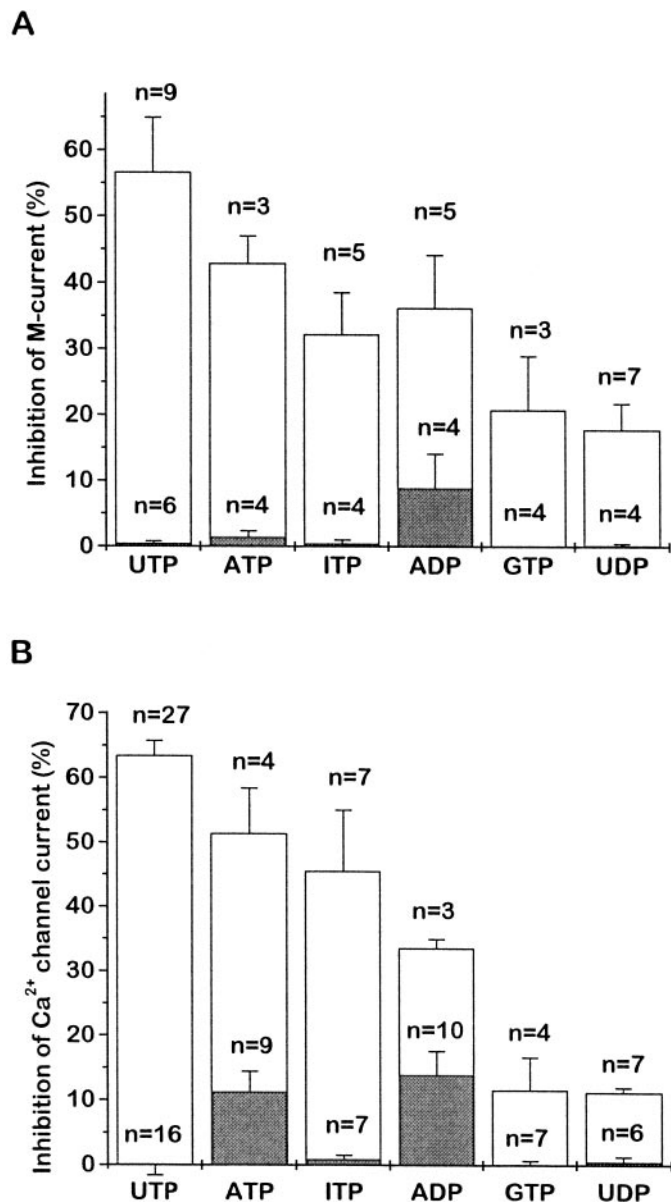 A
Inhibition of M-current (%)
60
50
40
30
20
10
0
n=9
n=3
n=5
n=5
n=3
n=7
n=6
n=4
n=4
n=4
n=4
n=4
UTP ATP ITP ADP GTP UDP
B
Inhibition of Ca²⁺ channel current (%)
70
60
50
40
30
20
10
0
n=27
n=4
n=7
n=3
n=4
n=7
n=16
n=9
n=7
n=10
n=7
n=6
UTP ATP ITP ADP GTP UDP